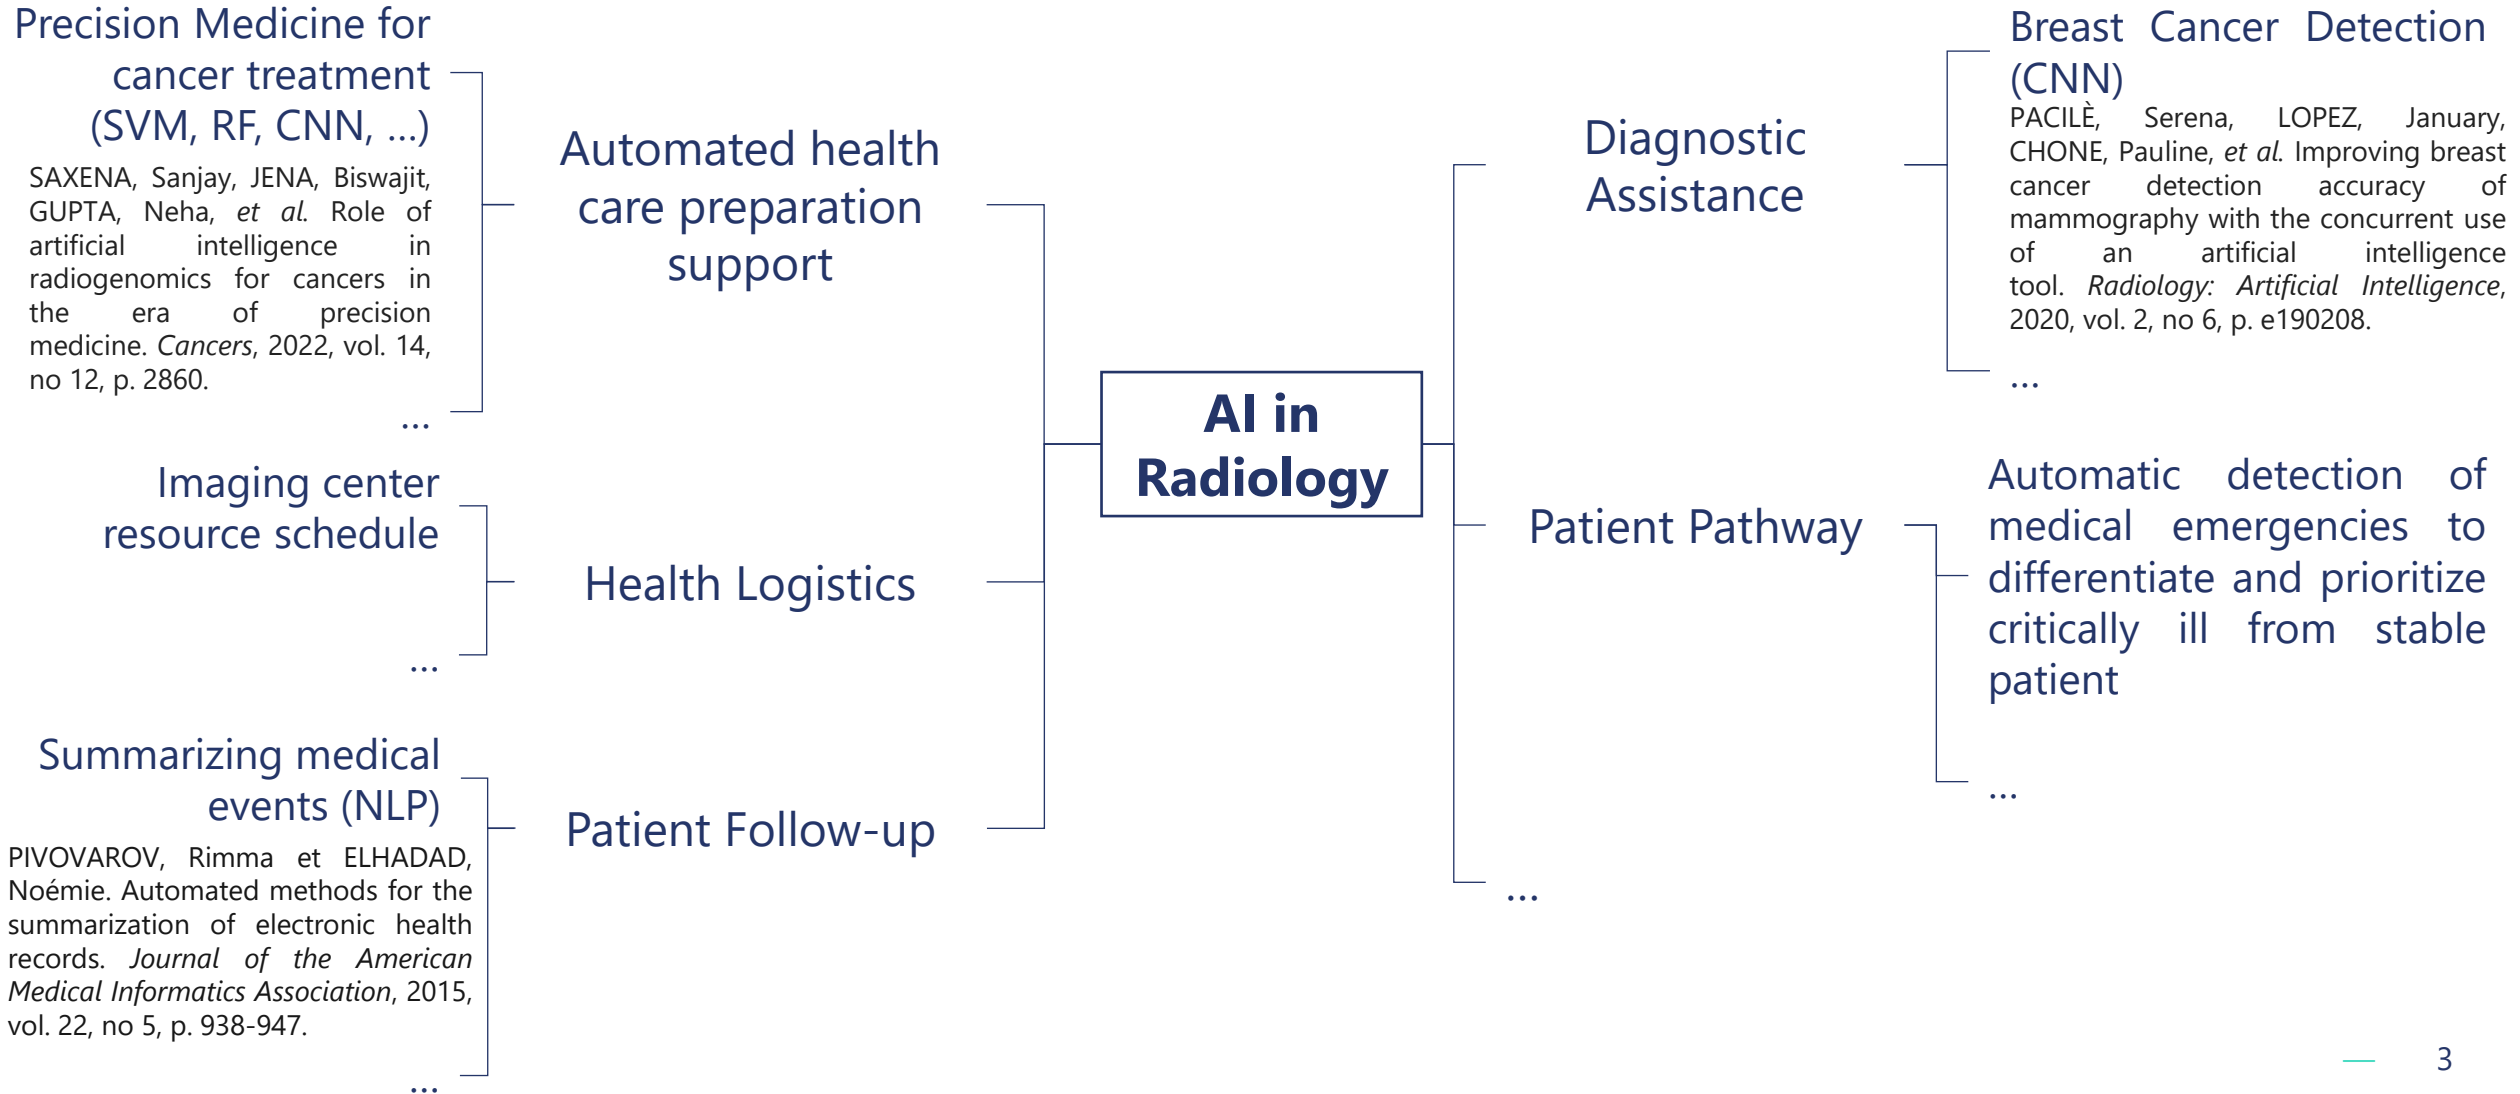 Precision Medicine for
cancer treatment
(SVM, RF, CNN, ...)
SAXENA, Sanjay, JENA, Biswajit,
GUPTA, Neha, et al. Role of
artificial intelligence in
radiogenomics for cancers in
the era of precision
medicine. Cancers, 2022, vol. 14,
no 12, p. 2860.
...
Imaging center
resource schedule
...
Summarizing medical
events (NLP)
PIVOVAROV, Rimma et ELHADAD,
Noémie. Automated methods for the
summarization of electronic health
records. Journal of the American
Medical Informatics Association, 2015,
vol. 22, no 5, p. 938-947.
...
Automated health
care preparation
support
Health Logistics
Patient Follow-up
AI in
Radiology
Diagnostic
Assistance
Patient Pathway
...
Breast Cancer Detection
(CNN)
PACILÈ, Serena, LOPEZ, January,
CHONE, Pauline, et al. Improving breast
cancer detection accuracy of
mammography with the concurrent use
of an artificial intelligence
tool. Radiology: Artificial Intelligence,
2020, vol. 2, no 6, p. e190208.
...
Automatic detection of
medical emergencies to
differentiate and prioritize
critically ill from stable
patient
...
3